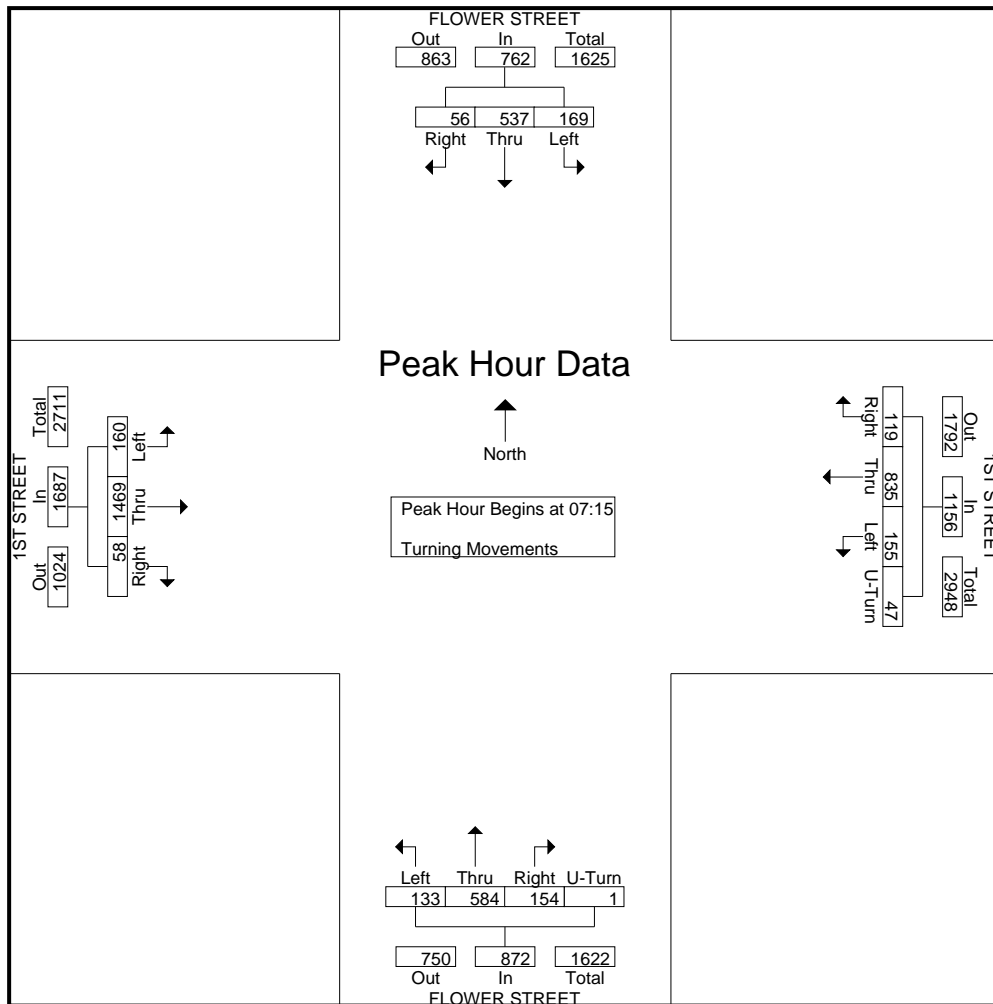 FLOWER STREET
Out In Total
863 762 1625
56 537 169
Right Thru Left
Peak Hour Data
North
Peak Hour Begins at 07:15
Turning Movements
1ST STREET
Total In Out
2711 1687 1024
160 1469 58
Left Thru Right
1ST STREET
Out In Total
1792 1156 2948
119 835 155 47
Right Thru Left U-Turn
Left Thru Right U-Turn
133 584 154 1
750 872 1622
Out In Total
FLOWER STREET